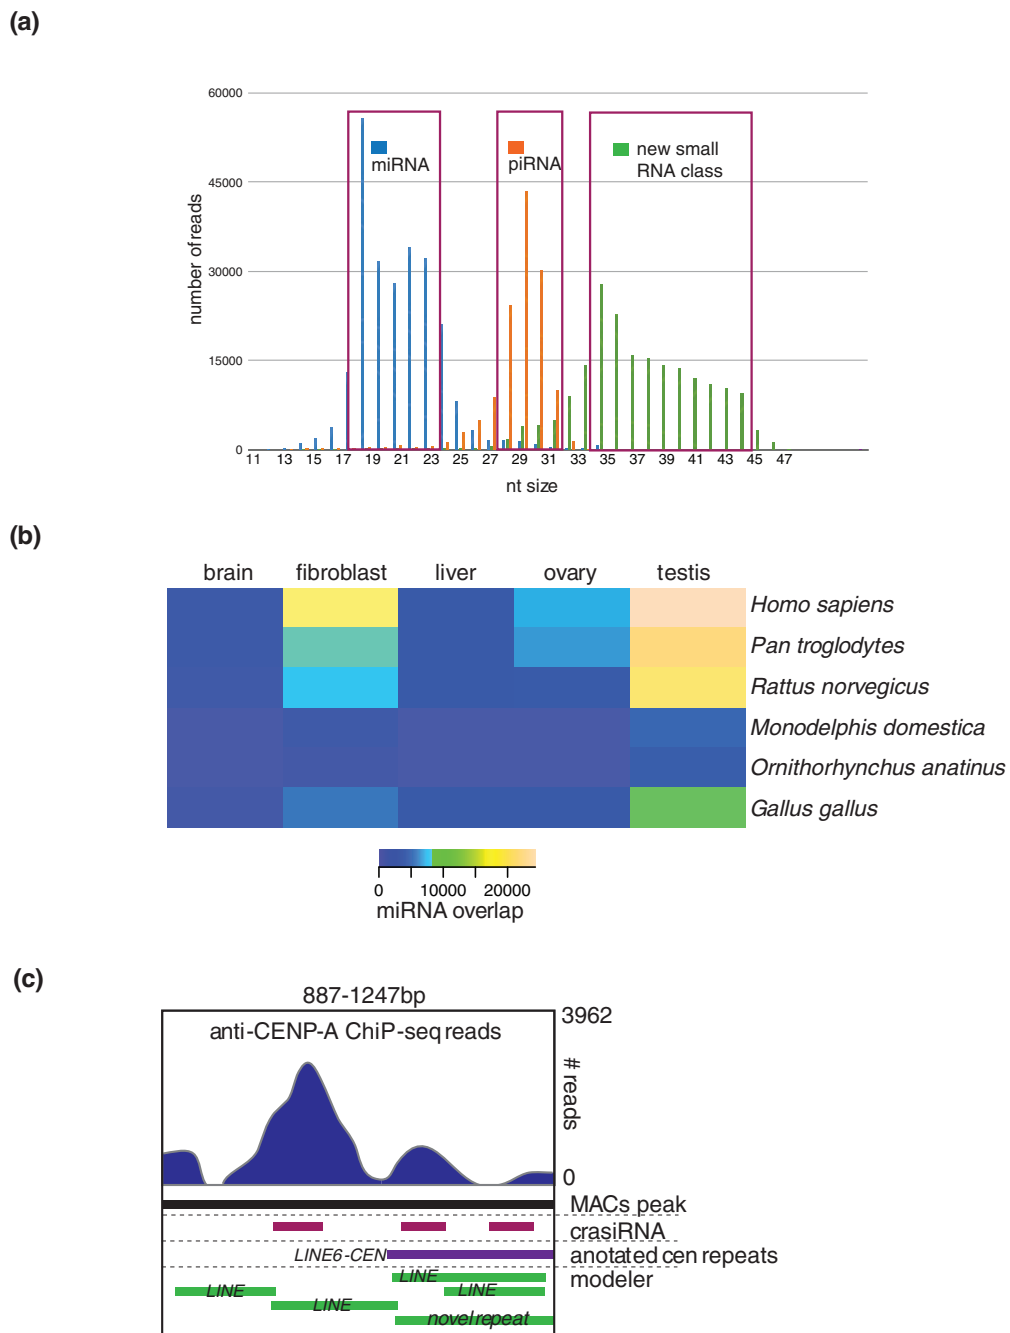 (a)
60000
45000
30000
15000
0
number of reads
miRNA
piRNA
new small
RNA class
11 13 15 17 19 21 23 25 27 29 31 33 35 37 39 41 43 45 47
nt size
(b)
brain fibroblast liver ovary testis
Homo sapiens
Pan troglodytes
Rattus norvegicus
Monodelphis domestica
Ornithorhynchus anatinus
Gallus gallus
0 10000 20000
miRNA overlap
(c)
887-1247bp
anti-CENP-A ChiP-seq reads
3962
# reads
0
MACs peak
crasiRNA
LINE6-CEN
anotated cen repeats
LINE
modeler
LINE
LINE
LINE
novel repeat